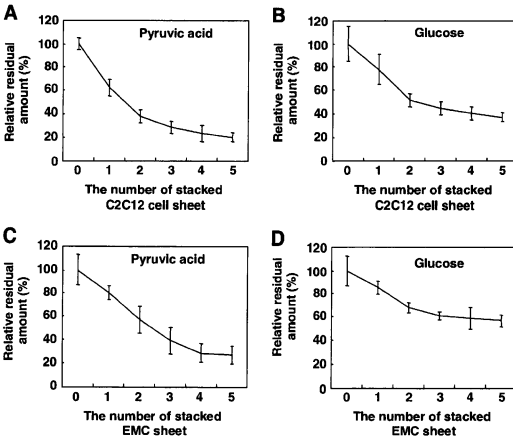 A
Pyruvic acid
Relative residual
amount (%)
120
100
80
60
40
20
0
0 1 2 3 4 5
The number of stacked
C2C12 cell sheet
B
Glucose
Relative residual
amount (%)
120
100
80
60
40
20
0
0 1 2 3 4 5
The number of stacked
C2C12 cell sheet
C
Pyruvic acid
Relative residual
amount (%)
120
100
80
60
40
20
0
0 1 2 3 4 5
The number of stacked
EMC sheet
D
Glucose
Relative residual
amount (%)
120
100
80
60
40
20
0
0 1 2 3 4 5
The number of stacked
EMC sheet